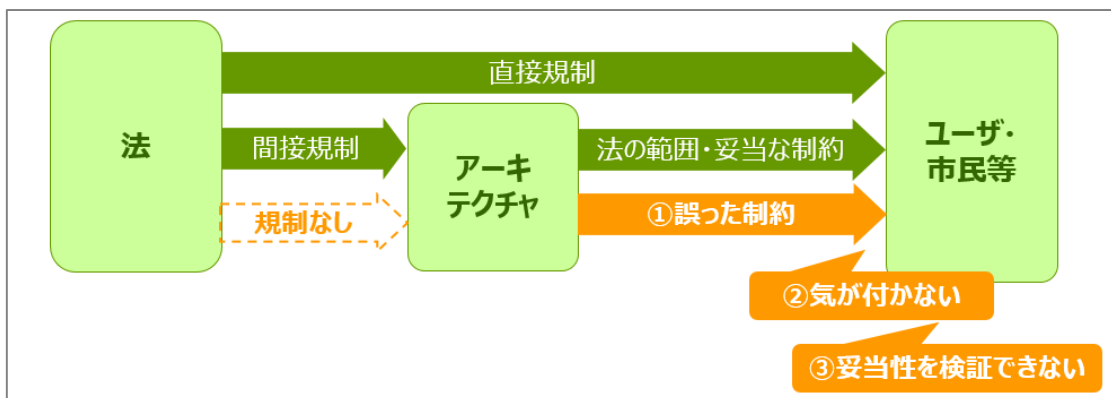 直接規制
法
間接規制
アーキ
テクチャ
法の範囲・妥当な制約
ユーザ・
市民等
規制なし
①誤った制約
②気が付かない
③妥当性を検証できない